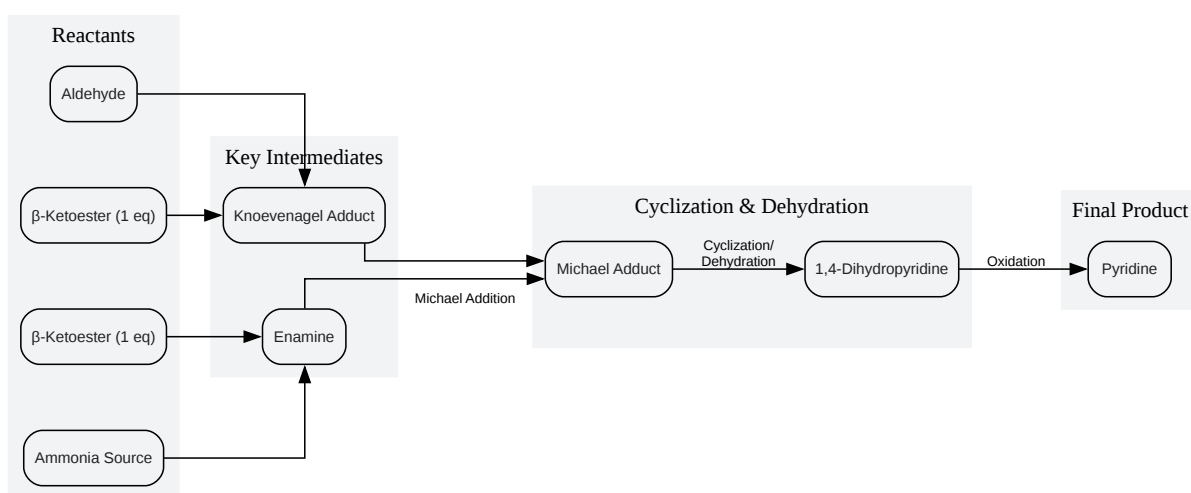 Reactants
Aldehyde
β-Ketoester (1 eq)
β-Ketoester (1 eq)
Ammonia Source
Key Intermediates
Knoevenagel Adduct
Enamine
Michael Addition
Cyclization & Dehydration
Michael Adduct
Cyclization/
Dehydration
1,4-Dihydropyridine
Oxidation
Final Product
Pyridine